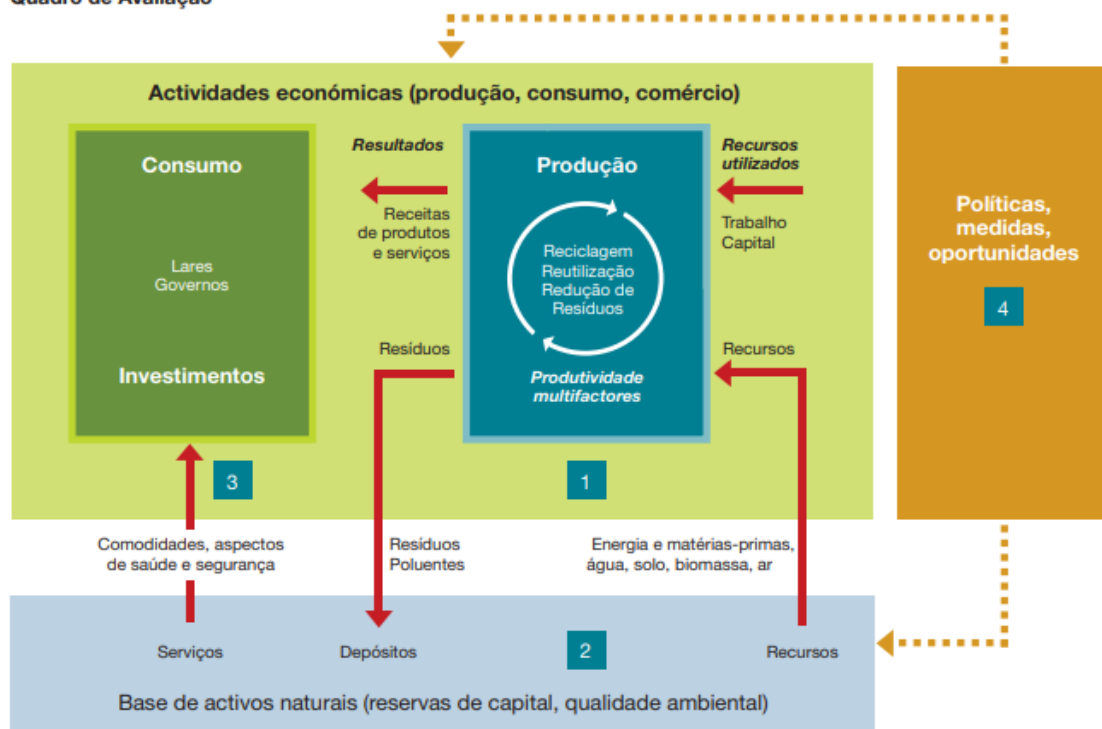 Quadro de Avaliação
Actividades económicas (produção, consumo, comércio)
Consumo
Lares
Governos
Investimentos
3
Resultados
Receitas
de produtos
e serviços
Resíduos
Produção
Reciclagem
Reutilização
Redução de
Resíduos
Produtividade
multifactores
1
Recursos
utilizados
Trabalho
Capital
Recursos
Políticas,
medidas,
oportunidades
4
Comodidades, aspectos
de saúde e segurança
Resíduos
Poluentes
Energia e matérias-primas,
água, solo, biomassa, ar
Serviços
Depósitos
2
Recursos
Base de activos naturais (reservas de capital, qualidade ambiental)